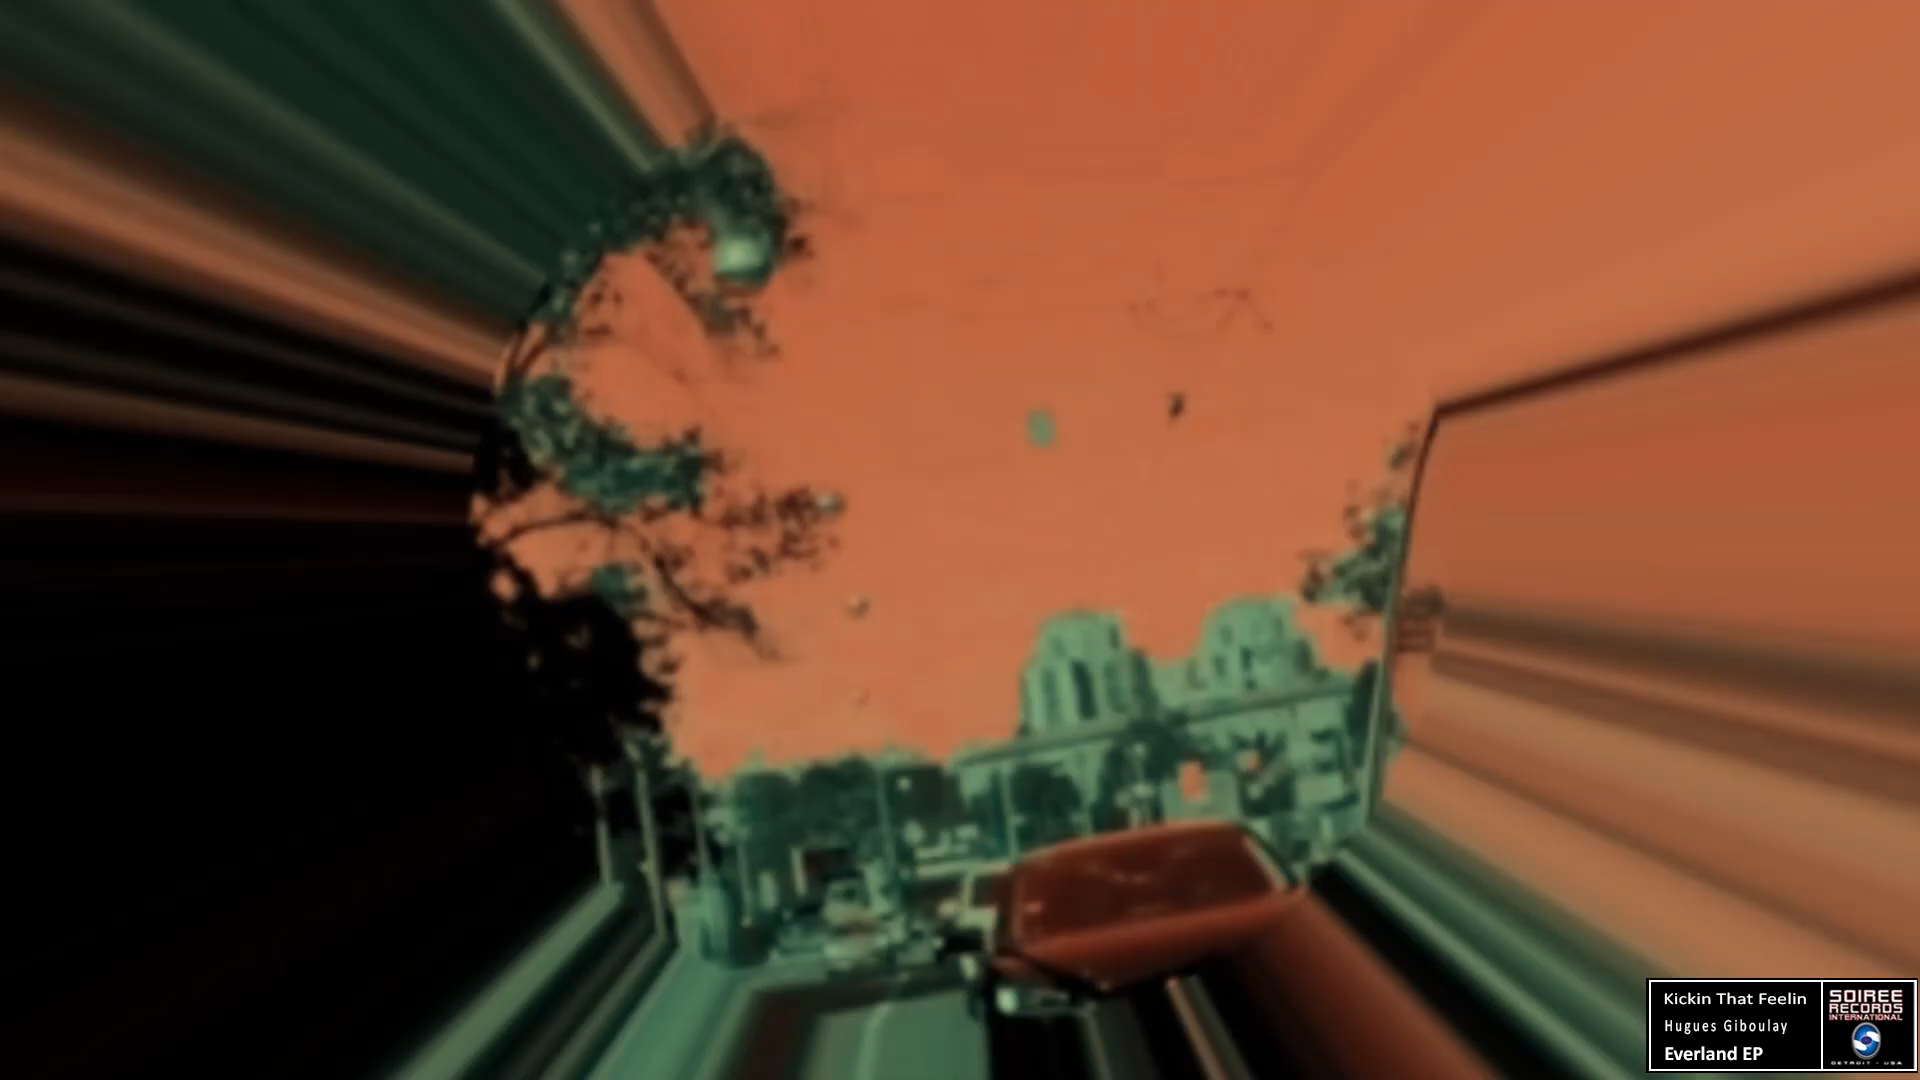 Kickin That Feelin
Hugues Giboulay
Everland EP
SOIREE
RECORDS
INTERNATIONAL
DETROIT - USA